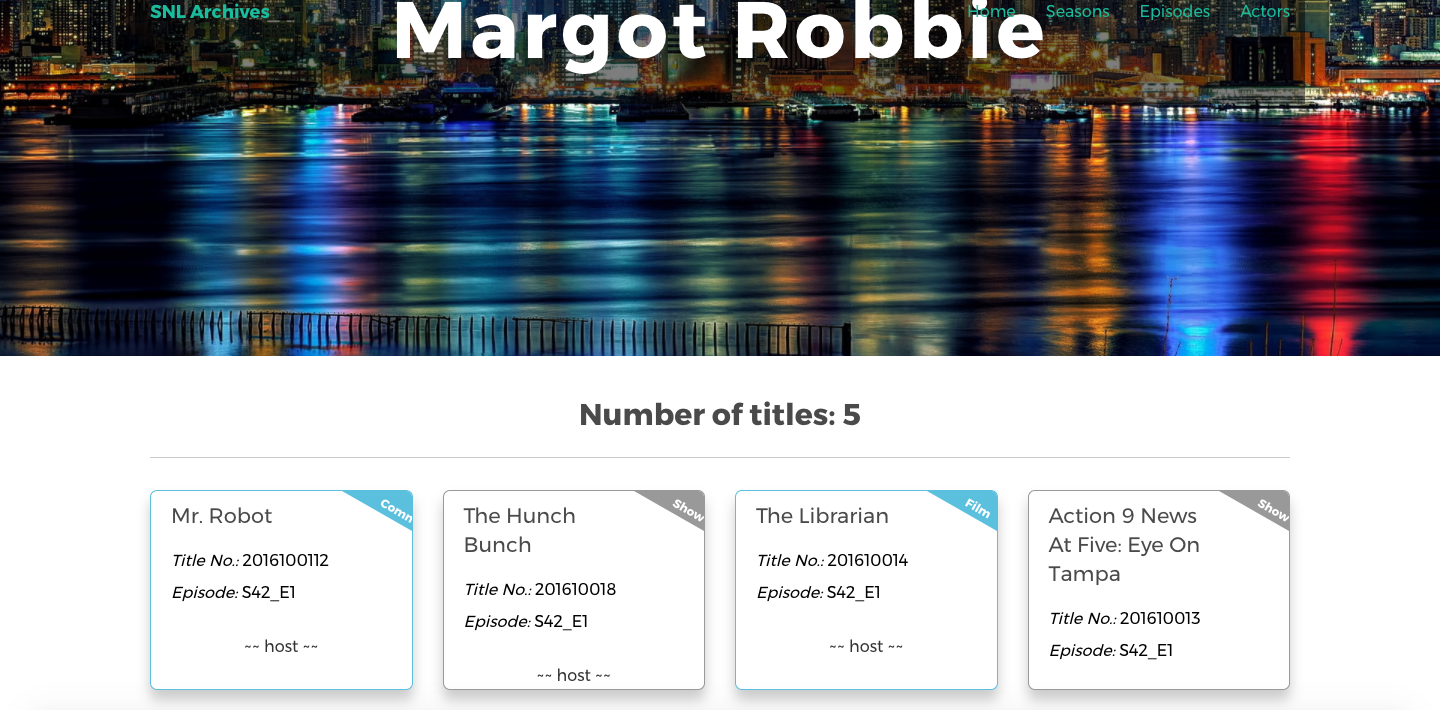 SNL Archives
Home Seasons Episodes Actors
Margot Robbie
Number of titles: 5
Mr. Robot
Title No.: 2016100112
Episode: S42_E1
~~ host ~~
The Hunch
Bunch
Show
Title No.: 201610018
Episode: S42_E1
~~ host ~~
The Librarian
Film
Title No.: 201610014
Episode: S42_E1
~~ host ~~
Action 9 News
At Five: Eye On
Tampa
Show
Title No.: 201610013
Episode: S42_E1